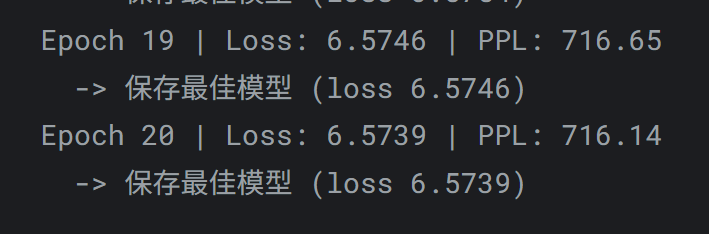 Epoch 19 | Loss: 6.5746 | PPL: 716.65
-> 保存最佳模型 (loss 6.5746)
Epoch 20 | Loss: 6.5739 | PPL: 716.14
-> 保存最佳模型 (loss 6.5739)